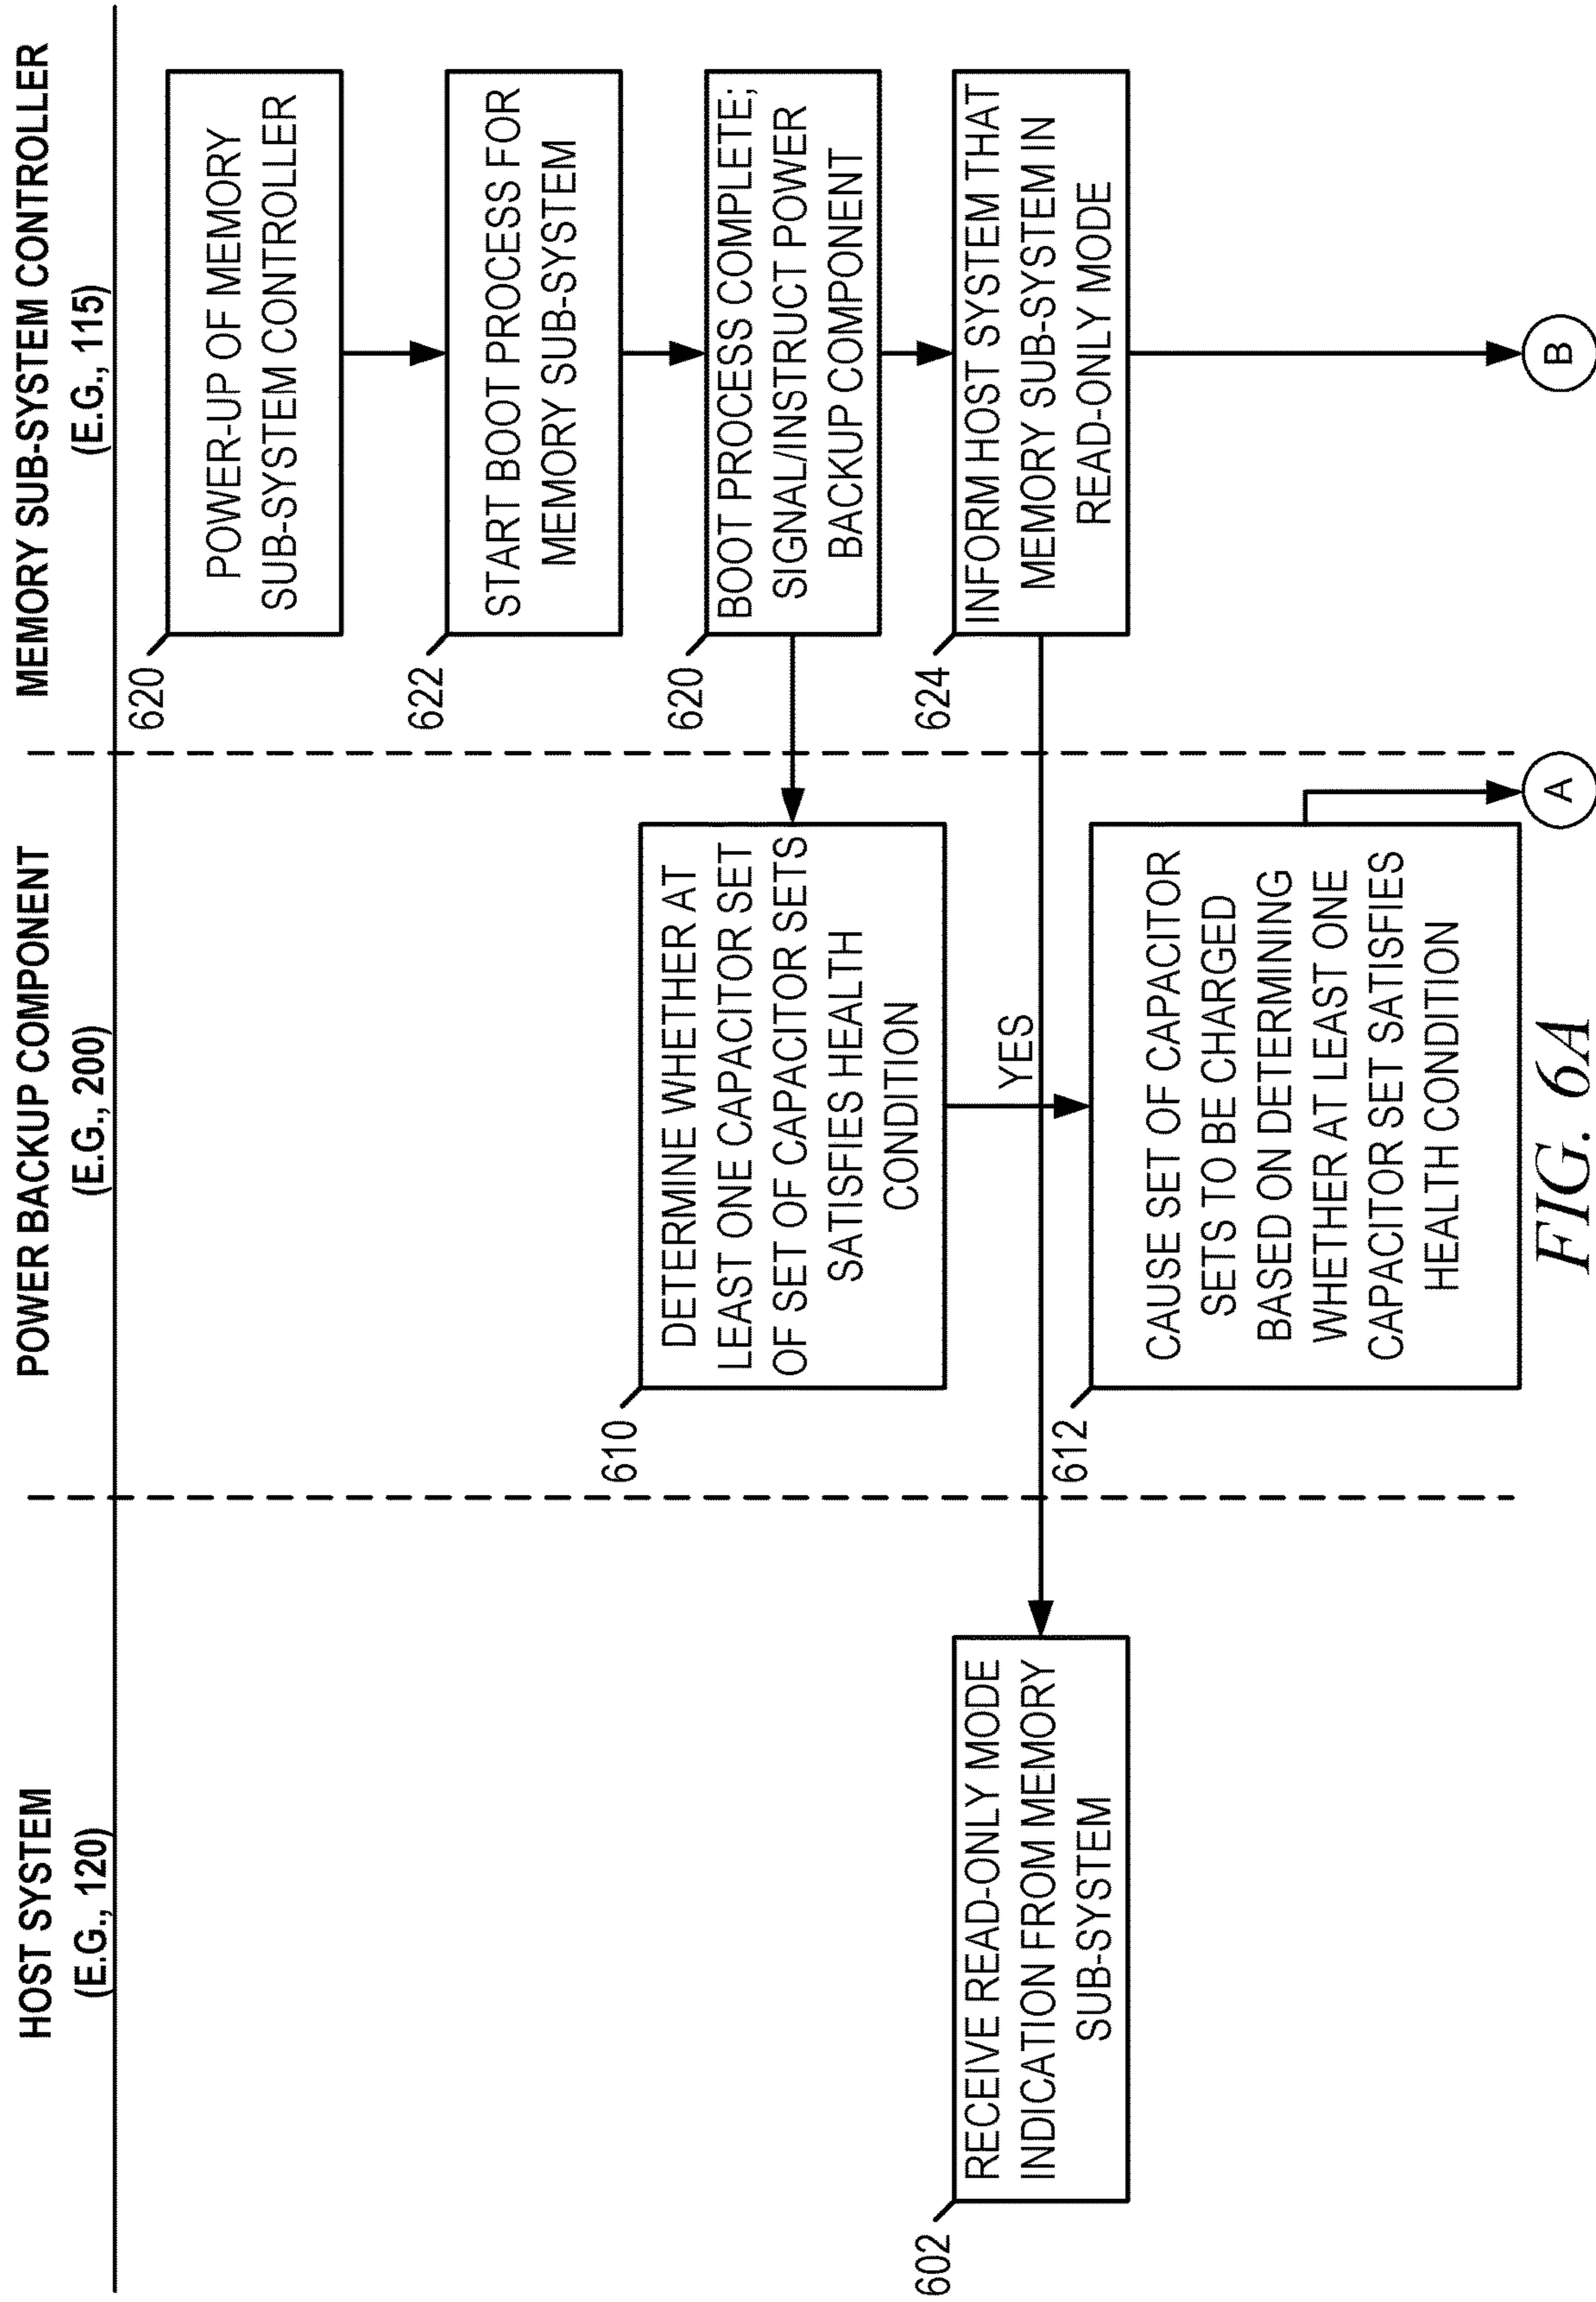 HOST SYSTEM
(E.G., 120)
POWER BACKUP COMPONENT
(E.G., 200)
MEMORY SUB-SYSTEM CONTROLLER
(E.G., 115)
620
POWER-UP OF MEMORY
SUB-SYSTEM CONTROLLER
622
START BOOT PROCESS FOR
MEMORY SUB-SYSTEM
620
BOOT PROCESS COMPLETE;
SIGNAL/INSTRUCT POWER
BACKUP COMPONENT
610
DETERMINE WHETHER AT
LEAST ONE CAPACITOR SET
OF SET OF CAPACITOR SETS
SATISFIES HEALTH
CONDITION
624
INFORM HOST SYSTEM THAT
MEMORY SUB-SYSTEM IN
READ-ONLY MODE
602
RECEIVE READ-ONLY MODE
INDICATION FROM MEMORY
SUB-SYSTEM
YES
612
CAUSE SET OF CAPACITOR
SETS TO BE CHARGED
BASED ON DETERMINING
WHETHER AT LEAST ONE
CAPACITOR SET SATISFIES
HEALTH CONDITION
A
B
FIG. 6A